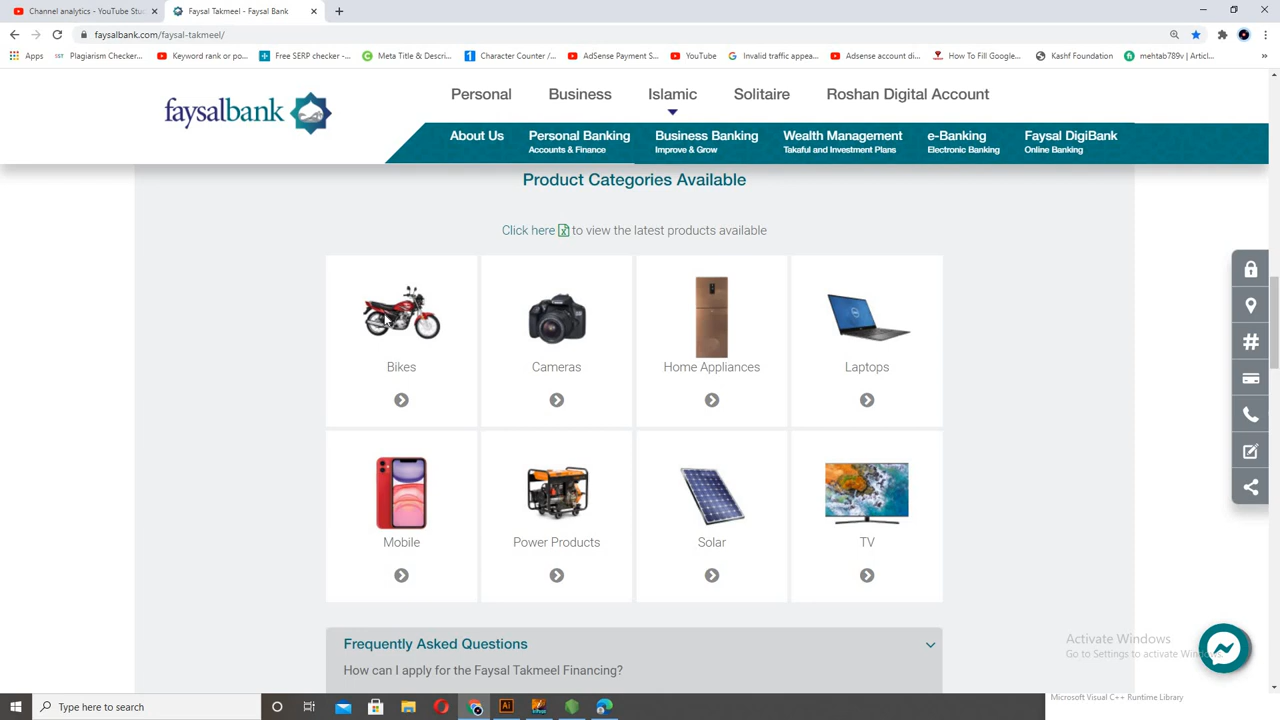 Channel analytics - YouTube Stu
Faysal Takmeel - Faysal Bank
faysalbank.com/faysal-takmeel/
Apps
SST
Plagiarism Checker...
Keyword rank or po...
Free SERP checker -...
Meta Title & Descri...
Character Counter /...
AdSense Payment S...
YouTube
Invalid traffic appea...
Adsense account di...
How To Fill Google...
Kashf Foundation
mehtab789v | Articl...
faysalbank
Personal
Business
Islamic
Solitaire
Roshan Digital Account
About Us
Personal Banking
Accounts & Finance
Business Banking
Improve & Grow
Wealth Management
Takaful and Investment Plans
e-Banking
Electronic Banking
Faysal DigiBank
Online Banking
Product Categories Available
Click here to view the latest products available
Bikes
Cameras
Home Appliances
Laptops
Mobile
Power Products
Solar
TV
Frequently Asked Questions
How can I apply for the Faysal Takmeel Financing?
Activate Windows
Go to Settings to activate Windows.
Type here to search
Microsoft Visual C++ Runtime Library